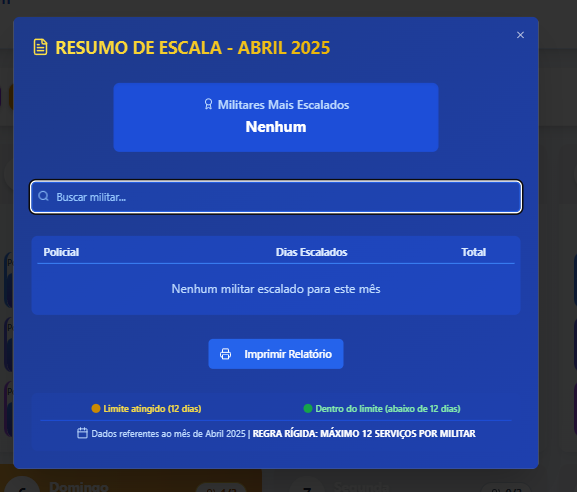 RESUMO DE ESCALA - ABRIL 2025
Militares Mais Escalados
Nenhum
Buscar militar...
Policial Dias Escalados Total
Nenhum militar escalado para este mês
Imprimir Relatório
Limite atingido (12 dias) Dentro do limite (abaixo de 12 dias)
Dados referentes ao mês de Abril 2025 | REGRA RÍGIDA: MÁXIMO 12 SERVIÇOS POR MILITAR
Domingo